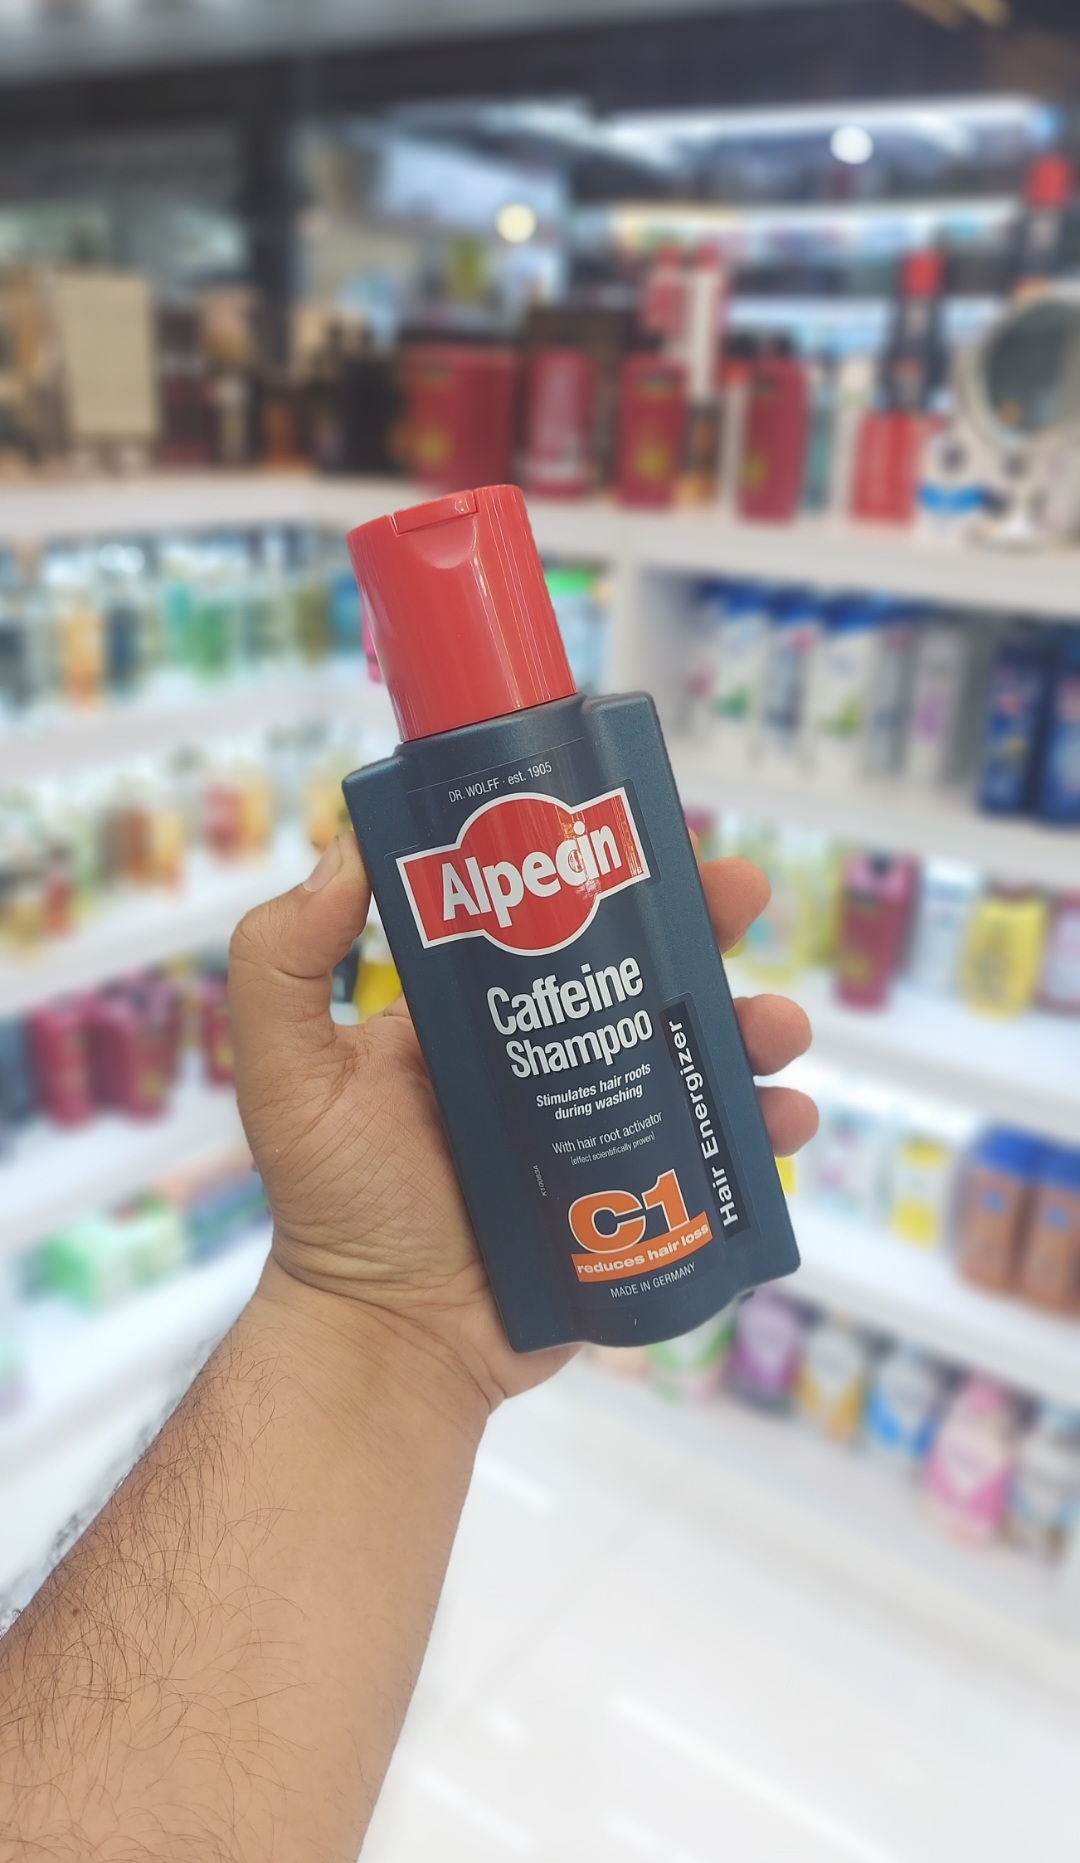 DR. WOLFF · est. 1905
Alpecin
Caffeine
Shampoo
Stimulates hair roots
during washing
With hair root activator
[effect scientifically proven]
Hair Energizer
C1
reduces hair loss
MADE IN GERMANY